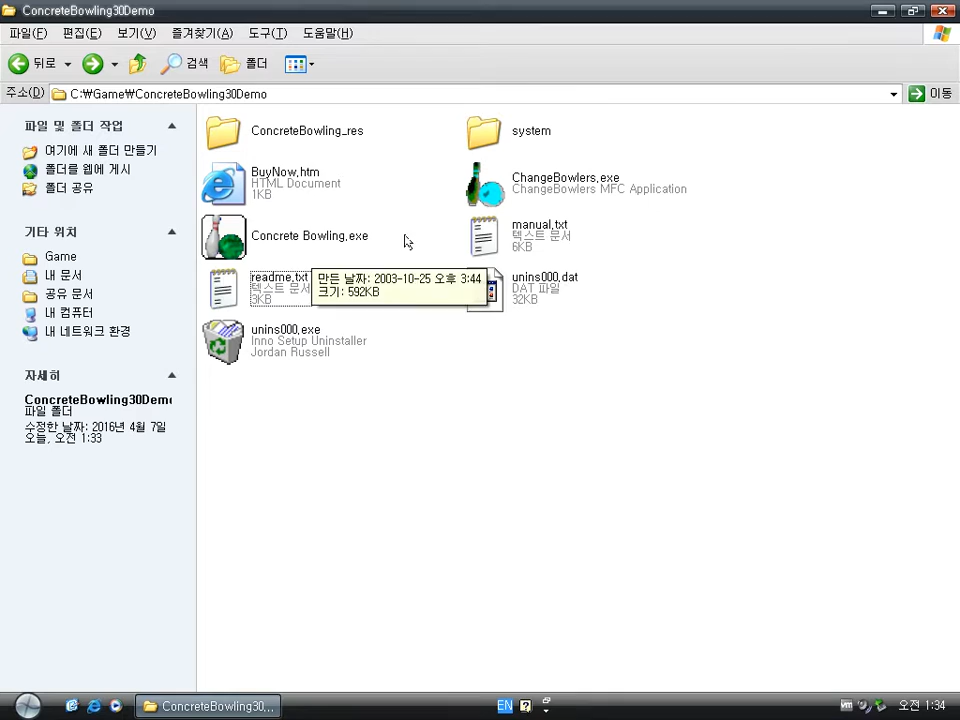 ConcreteBowling30Demo
파일(F) 편집(E) 보기(V) 즐겨찾기(A) 도구(T) 도움말(H)
뒤로 검색 폴더
주소(D) C:₩Game₩ConcreteBowling30Demo 이동
파일 및 폴더 작업
여기에 새 폴더 만들기
폴더를 웹에 게시
폴더 공유
기타 위치
Game
내 문서
공유 문서
내 컴퓨터
내 네트워크 환경
자세히
ConcreteBowling30Demo
파일 폴더
수정한 날짜: 2016년 4월 7일
오늘, 오전 1:33
ConcreteBowling_res
system
BuyNow.htm
HTML Document
1KB
ChangeBowlers.exe
ChangeBowlers MFC Application
Concrete Bowling.exe
manual.txt
텍스트 문서
6KB
readme.txt
텍스트 문서
3KB
만든 날짜: 2003-10-25 오후 3:44
크기: 592KB
unins000.dat
DAT 파일
32KB
unins000.exe
Inno Setup Uninstaller
Jordan Russell
ConcreteBowling30... EN 오전 1:34